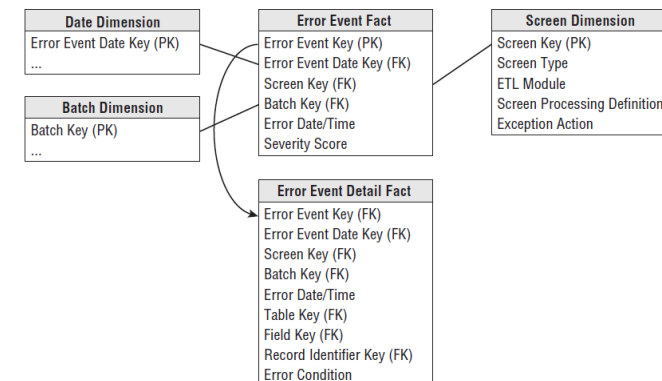 Date Dimension
Error Event Date Key (PK)
...
Batch Dimension
Batch Key (PK)
...
Error Event Fact
Error Event Key (PK)
Error Event Date Key (FK)
Screen Key (FK)
Batch Key (FK)
Error Date/Time
Severity Score
Screen Dimension
Screen Key (PK)
Screen Type
ETL Module
Screen Processing Definition
Exception Action
Error Event Detail Fact
Error Event Key (FK)
Error Event Date Key (FK)
Screen Key (FK)
Batch Key (FK)
Error Date/Time
Table Key (FK)
Field Key (FK)
Record Identifier Key (FK)
Error Condition